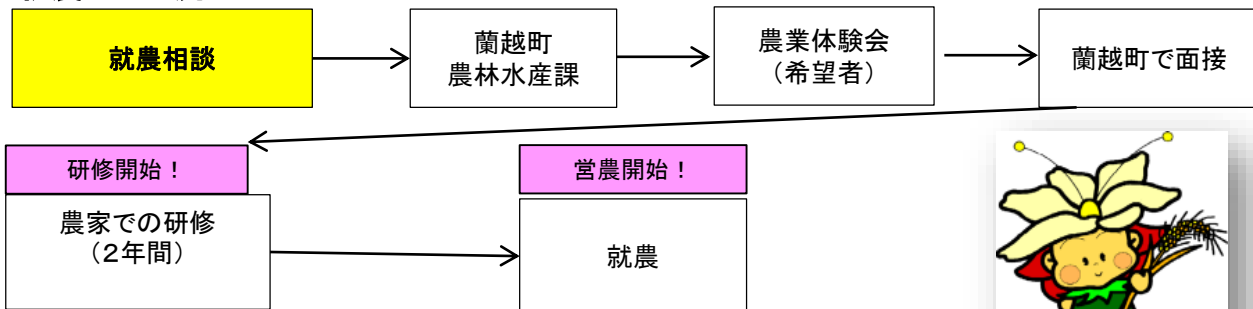 就農相談
蘭越町
農林水産課
農業体験会
（希望者）
蘭越町で面接
研修開始！
農家での研修
（2年間）
営農開始！
就農